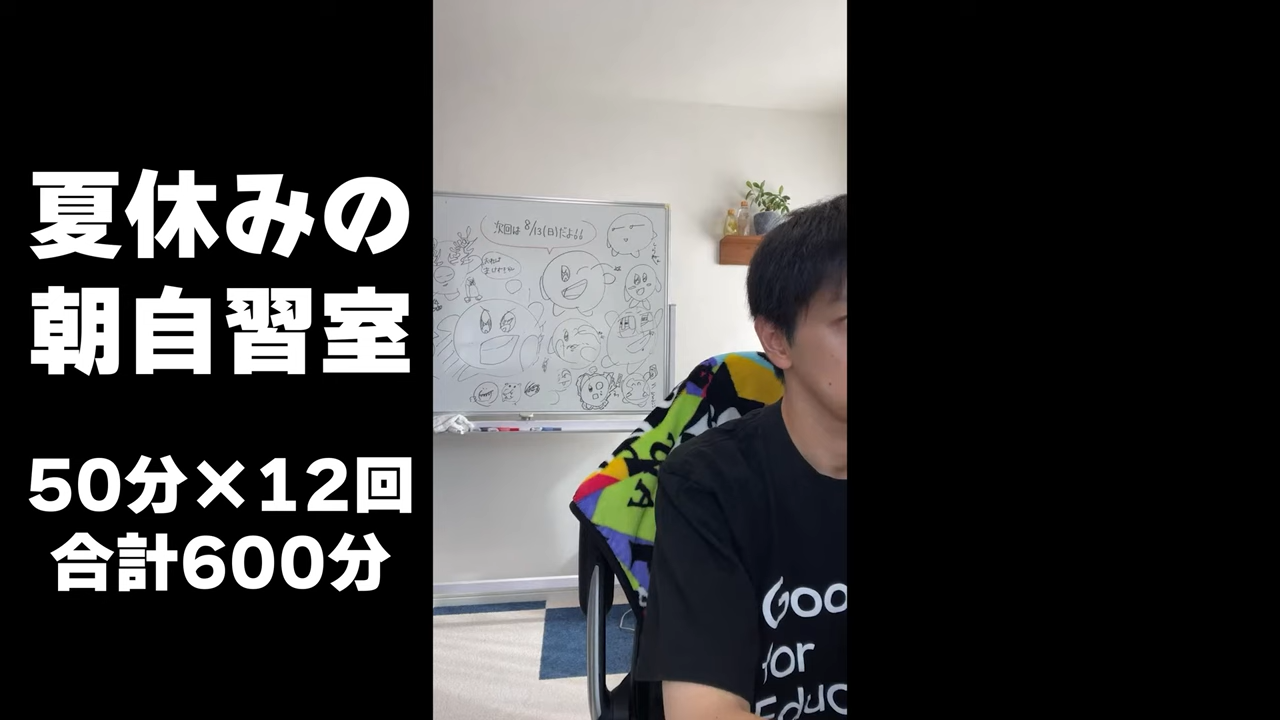 夏休みの
朝自習室
50分×12回
合計600分
次回は8/13(日)だよ!!
Goo
for
Educ